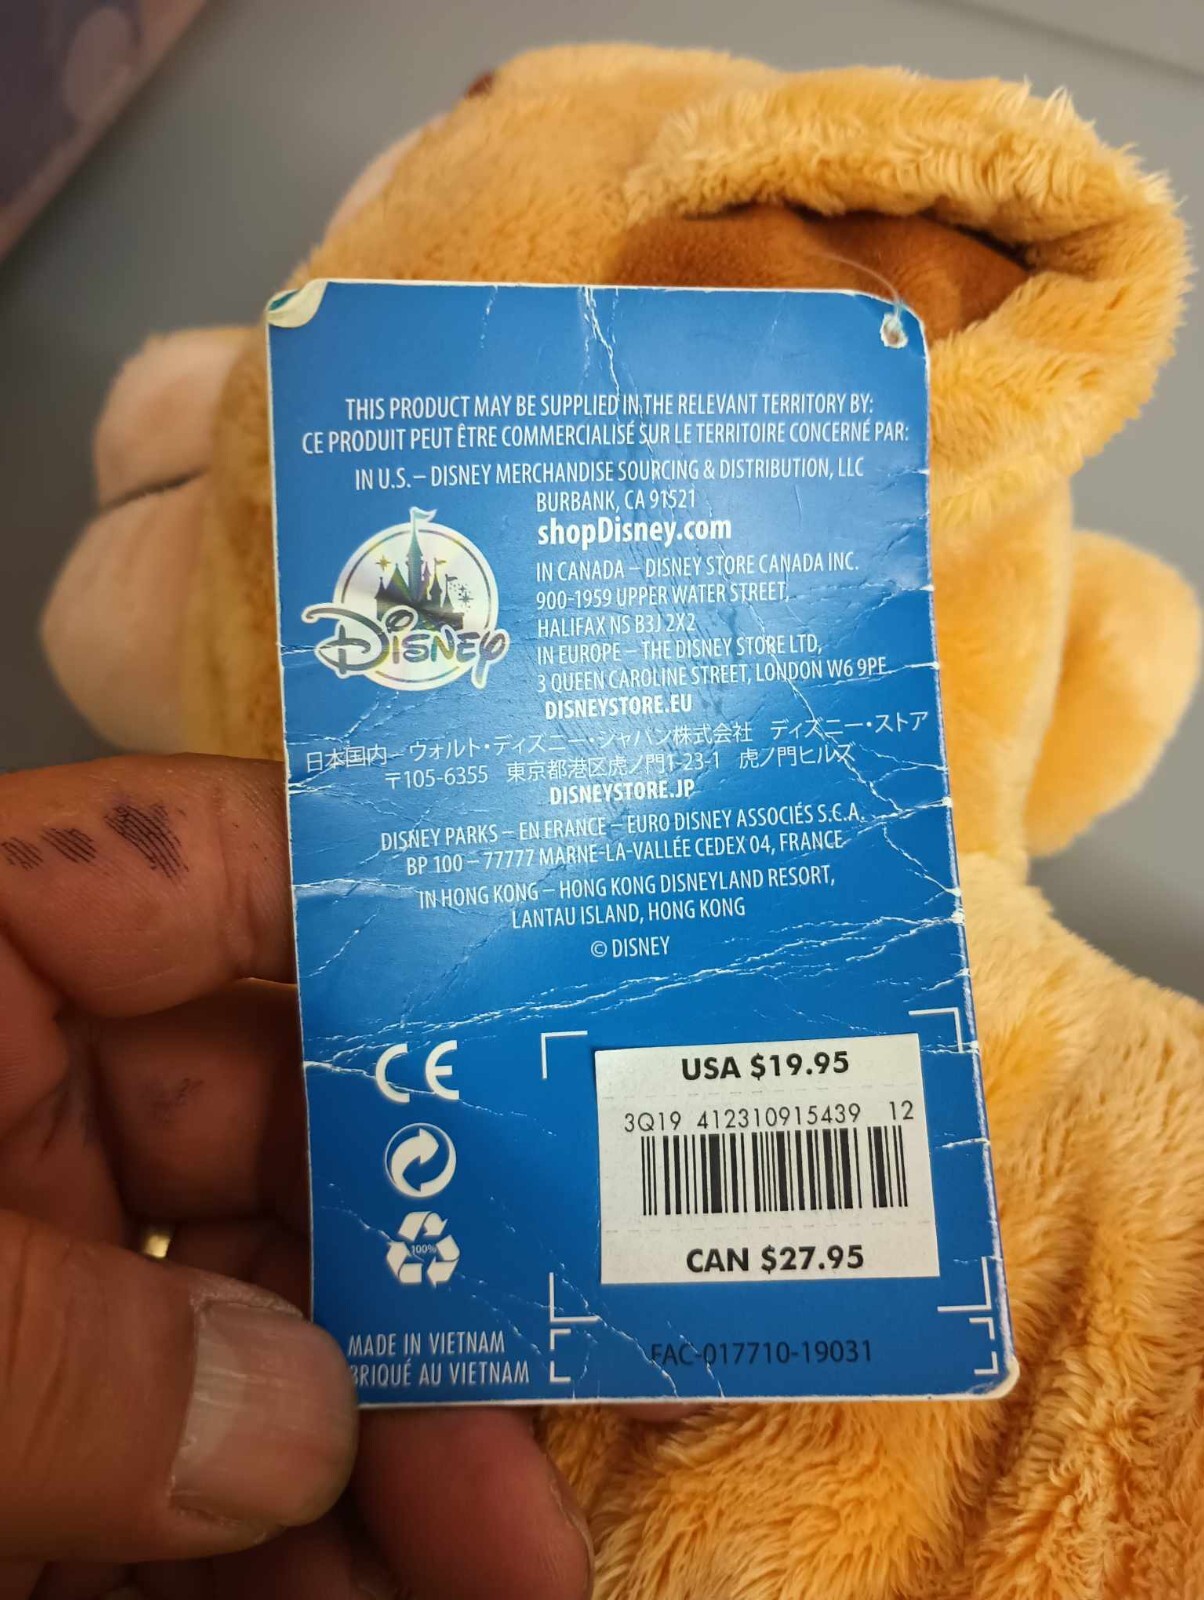 THIS PRODUCT MAY BE SUPPLIED IN THE RELEVANT TERRITORY BY:
CE PRODUIT PEUT ÊTRE COMMERCIALISÉ SUR LE TERRITOIRE CONCERNÉ PAR:
IN U.S. – DISNEY MERCHANDISE SOURCING & DISTRIBUTION, LLC
BURBANK, CA 91521
shopDisney.com
Disney
IN CANADA – DISNEY STORE CANADA INC.
900-1959 UPPER WATER STREET,
HALIFAX NS B3J 2X2
IN EUROPE – THE DISNEY STORE LTD,
3 QUEEN CAROLINE STREET, LONDON W6 9PE
DISNEYSTORE.EU
日本国内 – ウォルト・ディズニー・ジャパン株式会社 ディズニー・ストア
〒105-6355 東京都港区虎ノ門1-23-1 虎ノ門ヒルズ
DISNEYSTORE.JP
DISNEY PARKS – EN FRANCE – EURO DISNEY ASSOCIÉS S.C.A.
BP 100 – 77777 MARNE-LA-VALLÉE CEDEX 04, FRANCE
IN HONG KONG – HONG KONG DISNEYLAND RESORT,
LANTAU ISLAND, HONG KONG
© DISNEY
CE
USA $19.95
3Q19 412310915439 12
CAN $27.95
100%
MADE IN VIETNAM
BRIQUÉ AU VIETNAM
FAC-017710-19031